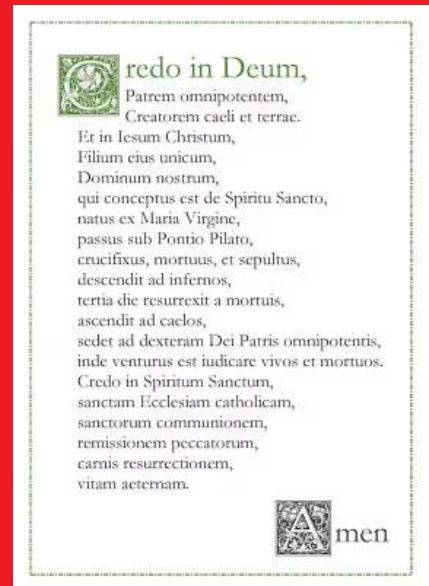 Credo in Deum,
Patrem omnipotentem,
Creatorem caeli et terrae.
Et in Iesum Christum,
Filium eius unicum,
Dominum nostrum,
qui conceptus est de Spiritu Sancto,
natus ex Maria Virgine,
passus sub Pontio Pilato,
crucifixus, mortuus, et sepultus,
descendit ad infernos,
tertia die resurrexit a mortuis,
ascendit ad caelos,
sedet ad dexteram Dei Patris omnipotentis,
inde venturus est iudicare vivos et mortuos.
Credo in Spiritum Sanctum,
sanctam Ecclesiam catholicam,
sanctorum communionem,
remissionem peccatorum,
carnis resurrectionem,
vitam aeternam.
Amen